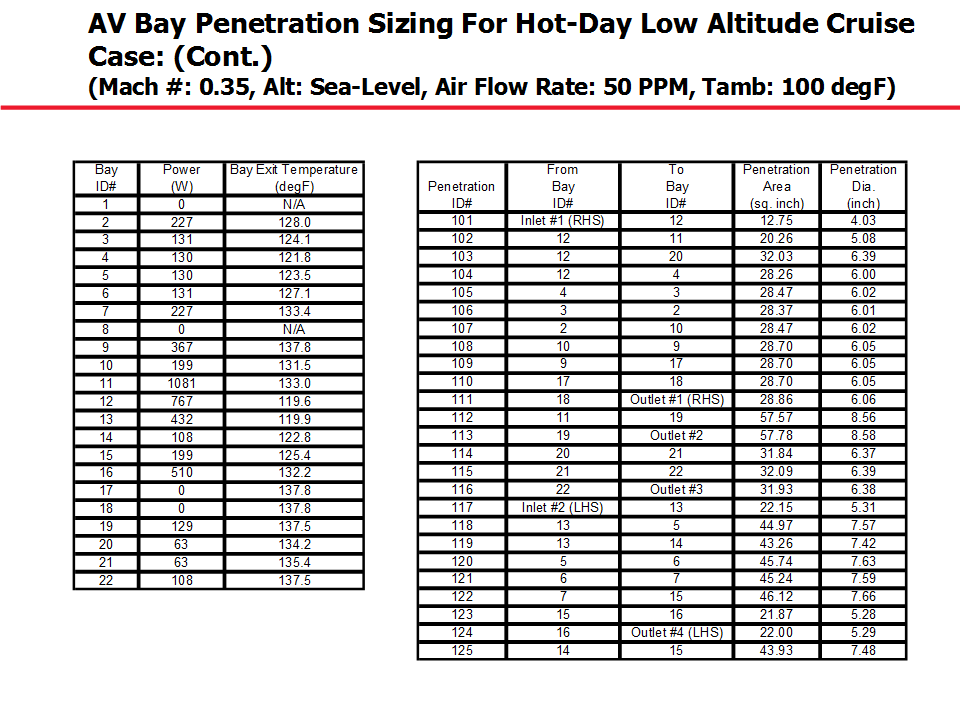 AV Bay Penetration Sizing For Hot-Day Low Altitude Cruise
Case: (Cont.)
(Mach #: 0.35, Alt: Sea-Level, Air Flow Rate: 50 PPM, Tamb: 100 degF)
Bay Power Bay Exit Temperature
ID# (W) (degF)
1 0 N/A
2 227 128.0
3 131 124.1
4 130 121.8
5 130 123.5
6 131 127.1
7 227 133.4
8 0 N/A
9 367 137.8
10 199 131.5
11 1081 133.0
12 767 119.6
13 432 119.9
14 108 122.8
15 199 125.4
16 510 132.2
17 0 137.8
18 0 137.8
19 129 137.5
20 63 134.2
21 63 135.4
22 108 137.5
From To Penetration Penetration
Penetration Bay Bay Area Dia.
ID# ID# ID# (sq. inch) (inch)
101 Inlet #1 (RHS) 12 12.75 4.03
102 12 11 20.26 5.08
103 12 20 32.03 6.39
104 12 4 28.26 6.00
105 4 3 28.47 6.02
106 3 2 28.37 6.01
107 2 10 28.47 6.02
108 10 9 28.70 6.05
109 9 17 28.70 6.05
110 17 18 28.70 6.05
111 18 Outlet #1 (RHS) 28.86 6.06
112 11 19 57.57 8.56
113 19 Outlet #2 57.78 8.58
114 20 21 31.84 6.37
115 21 22 32.09 6.39
116 22 Outlet #3 31.93 6.38
117 Inlet #2 (LHS) 13 22.15 5.31
118 13 5 44.97 7.57
119 13 14 43.26 7.42
120 5 6 45.74 7.63
121 6 7 45.24 7.59
122 7 15 46.12 7.66
123 15 16 21.87 5.28
124 16 Outlet #4 (LHS) 22.00 5.29
125 14 15 43.93 7.48